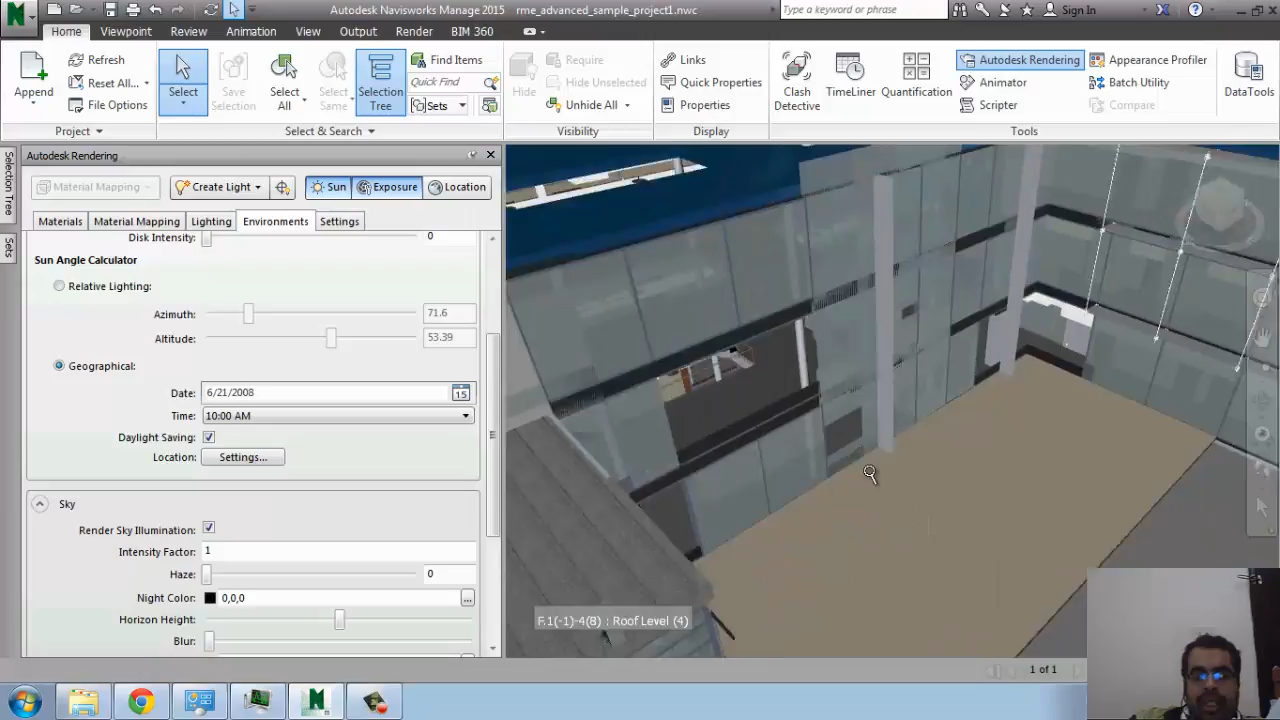 Autodesk Navisworks Manage 2015 rme_advanced_sample_project1.nwc Type a keyword or phrase Sign In
Home Viewpoint Review Animation View Output Render BIM 360
Append
Refresh
Reset All...
File Options
Project
Select
Save Selection
Select All
Select Same
Selection Tree
Find Items
Quick Find
Sets
Select & Search
Hide
Require
Hide Unselected
Unhide All
Visibility
Links
Quick Properties
Properties
Display
Clash Detective
TimeLiner
Quantification
Autodesk Rendering
Animator
Scripter
Appearance Profiler
Batch Utility
Compare
DataTools
Tools
Selection Tree
Sets
Autodesk Rendering
Material Mapping Create Light Sun Exposure Location
Materials Material Mapping Lighting Environments Settings
Disk Intensity: 0
Sun Angle Calculator
Relative Lighting:
Azimuth: 71.6
Altitude: 53.39
Geographical:
Date: 6/21/2008 15
Time: 10:00 AM
Daylight Saving:
Location: Settings...
Sky
Render Sky Illumination:
Intensity Factor: 1
Haze: 0
Night Color: 0,0,0 ...
Horizon Height:
Blur:
F.1(-1)-4(8) : Roof Level (4)
1 of 1